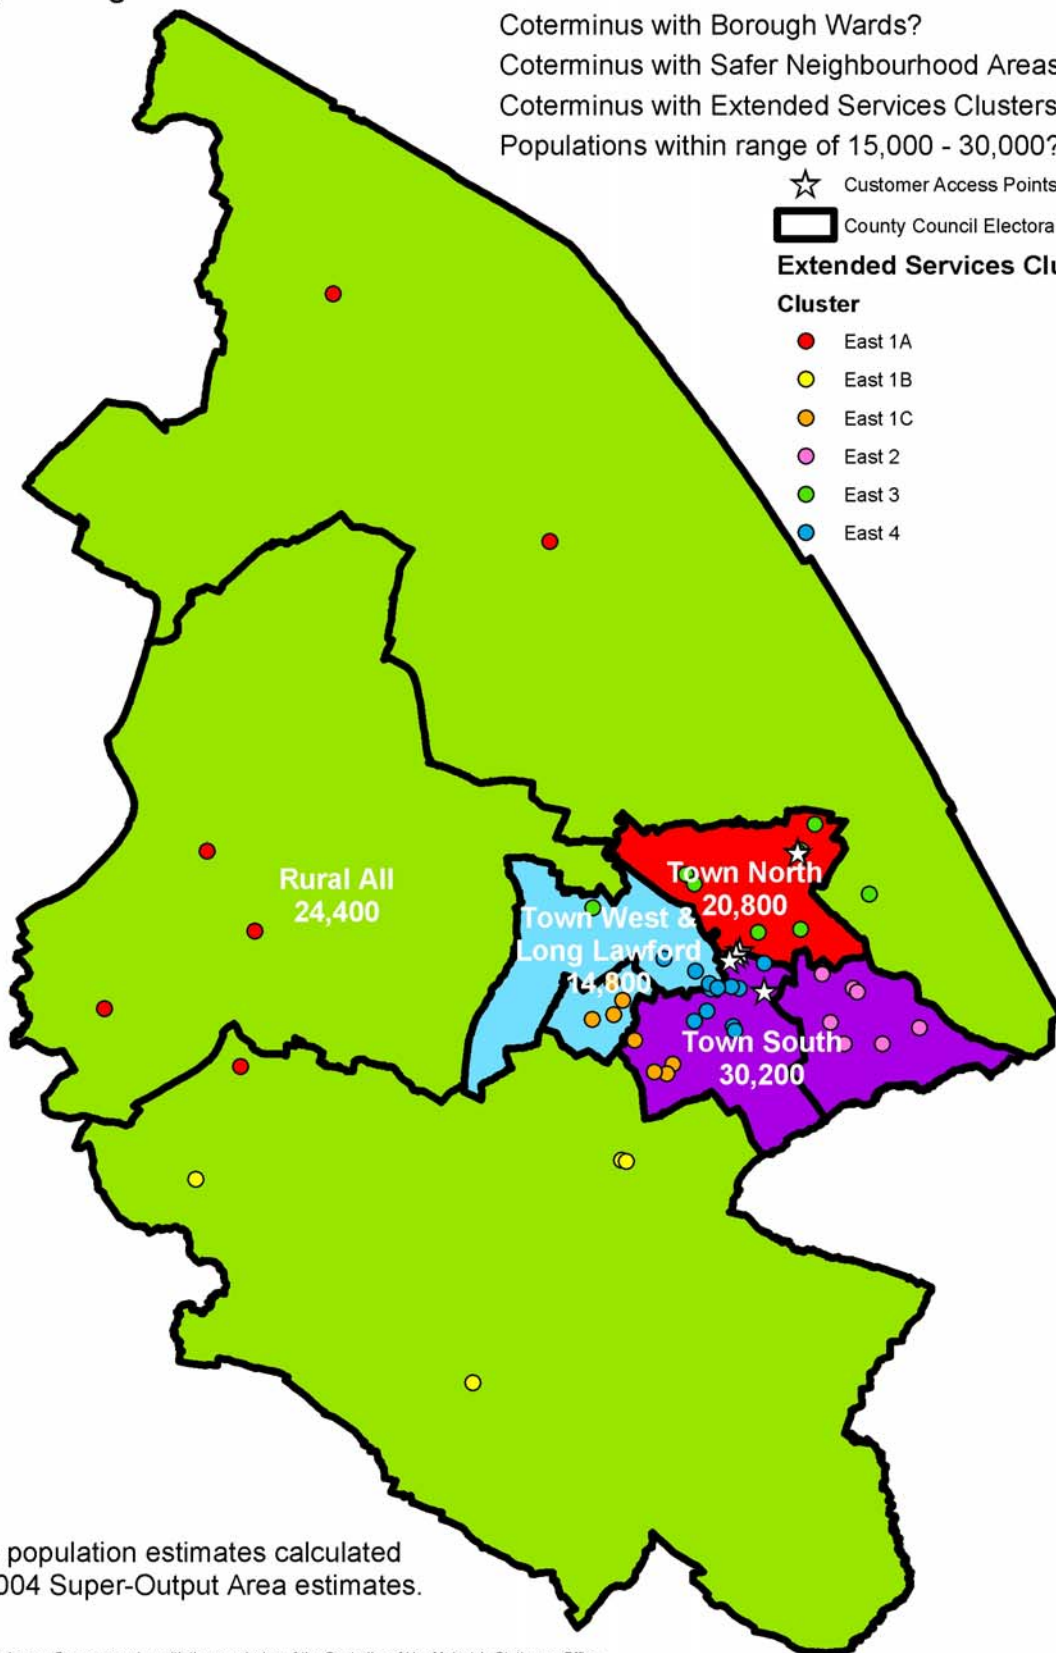 Coterminus with Borough Wards?
Coterminus with Safer Neighbourhood Areas
Coterminus with Extended Services Clusters
Populations within range of 15,000 - 30,000?
Customer Access Points
County Council Electora
Extended Services Clu
Cluster
East 1A
East 1B
East 1C
East 2
East 3
East 4
Town North
20,800
Rural All
24,400
Town West &
Long Lawford
14,800
Town South
30,200
population estimates calculated
004 Super-Output Area estimates.